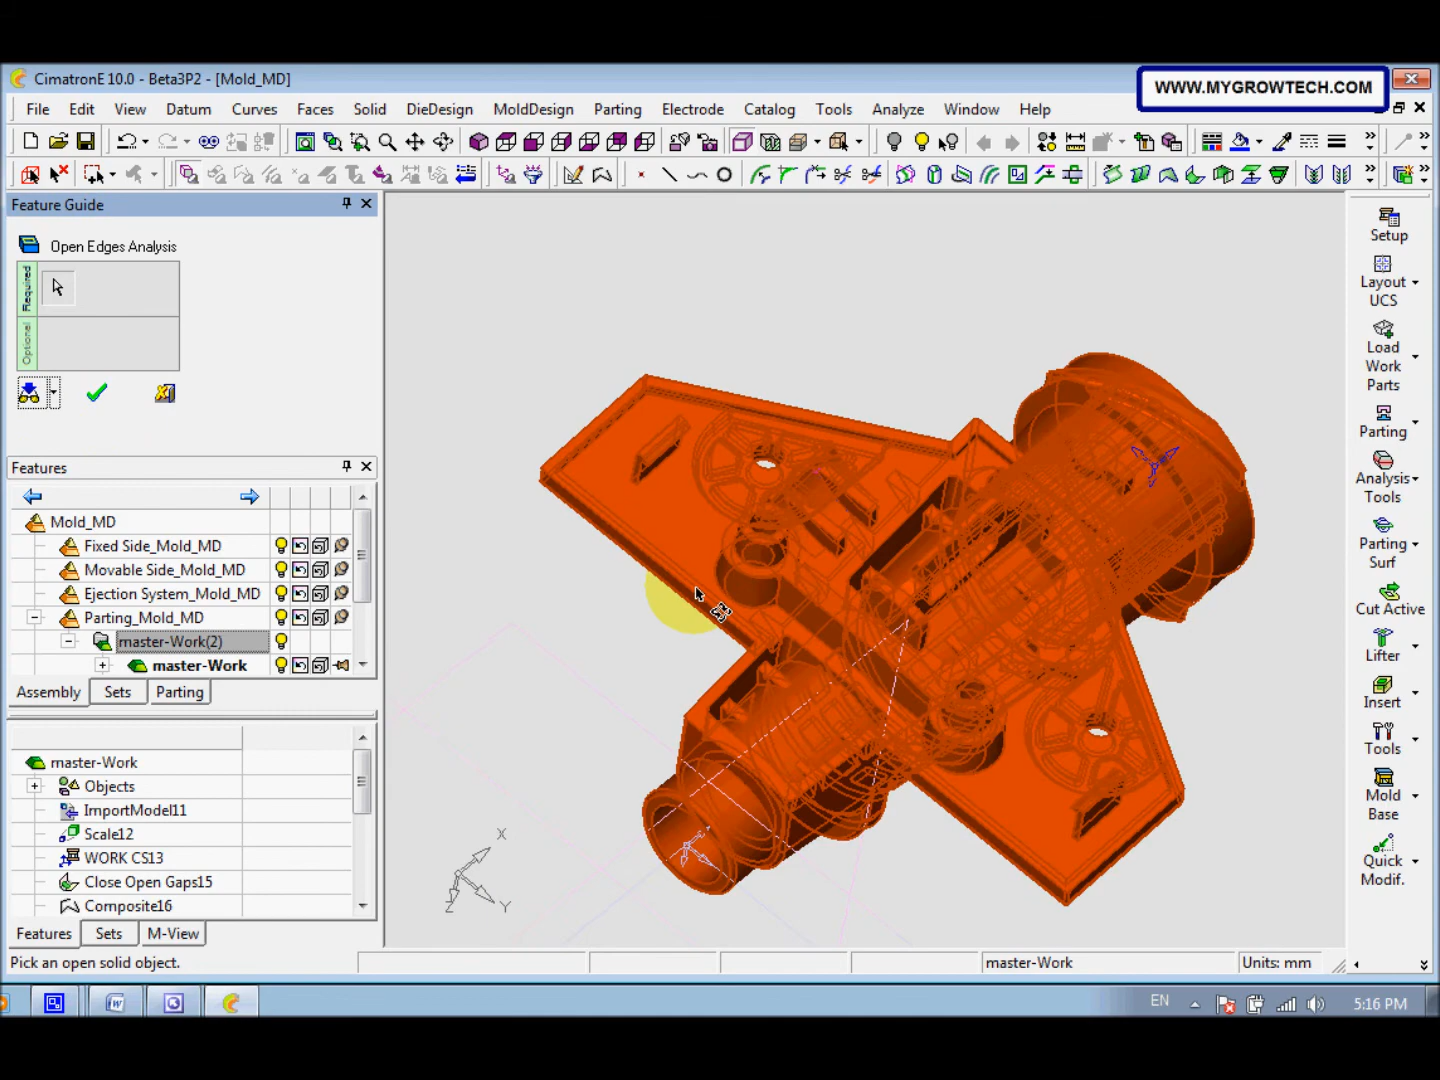 CimatronE 10.0 - Beta3P2 - [Mold_MD]
WWW.MYGROWTECH.COM
File Edit View Datum Curves Faces Solid DieDesign MoldDesign Parting Electrode Catalog Tools Analyze Window Help
Feature Guide
Open Edges Analysis
Required
Optional
Features
Mold_MD
Fixed Side_Mold_MD
Movable Side_Mold_MD
Ejection System_Mold_MD
Parting_Mold_MD
master-Work(2)
master-Work
Assembly Sets Parting
master-Work
Objects
ImportModel11
Scale12
WORK CS13
Close Open Gaps15
Composite16
Features Sets M-View
Pick an open solid object.
master-Work
Units: mm
X
Y
Z
Setup
Layout
UCS
Load
Work
Parts
Parting
Analysis
Tools
Parting
Surf
Cut Active
Lifter
Insert
Tools
Mold
Base
Quick
Modif.
EN
5:16 PM